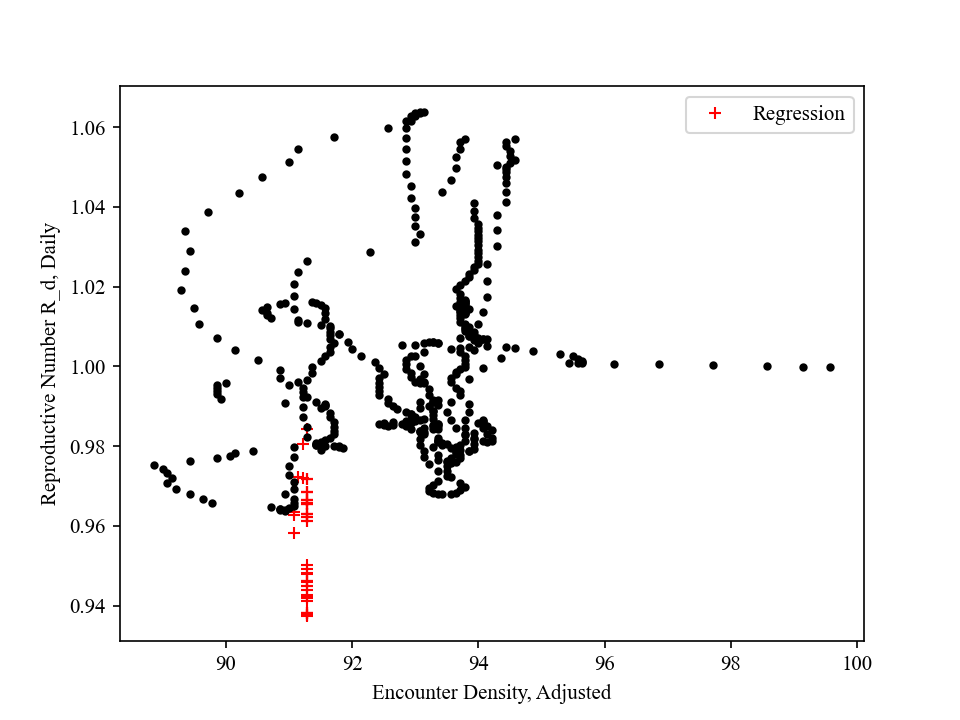 Regression
1.06
1.04
1.02
1.00
0.98
0.96
0.94
Reproductive Number R_d, Daily
90 92 94 96 98 100
Encounter Density, Adjusted